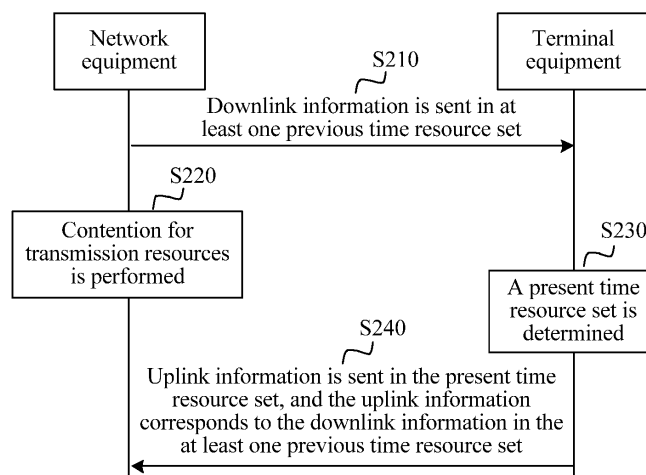 Network
equipment
Terminal
equipment
S210
Downlink information is sent in at
least one previous time resource set
S220
Contention for
transmission resources
is performed
S230
A present time
resource set is
determined
S240
Uplink information is sent in the present time
resource set, and the uplink information
corresponds to the downlink information in the
at least one previous time resource set